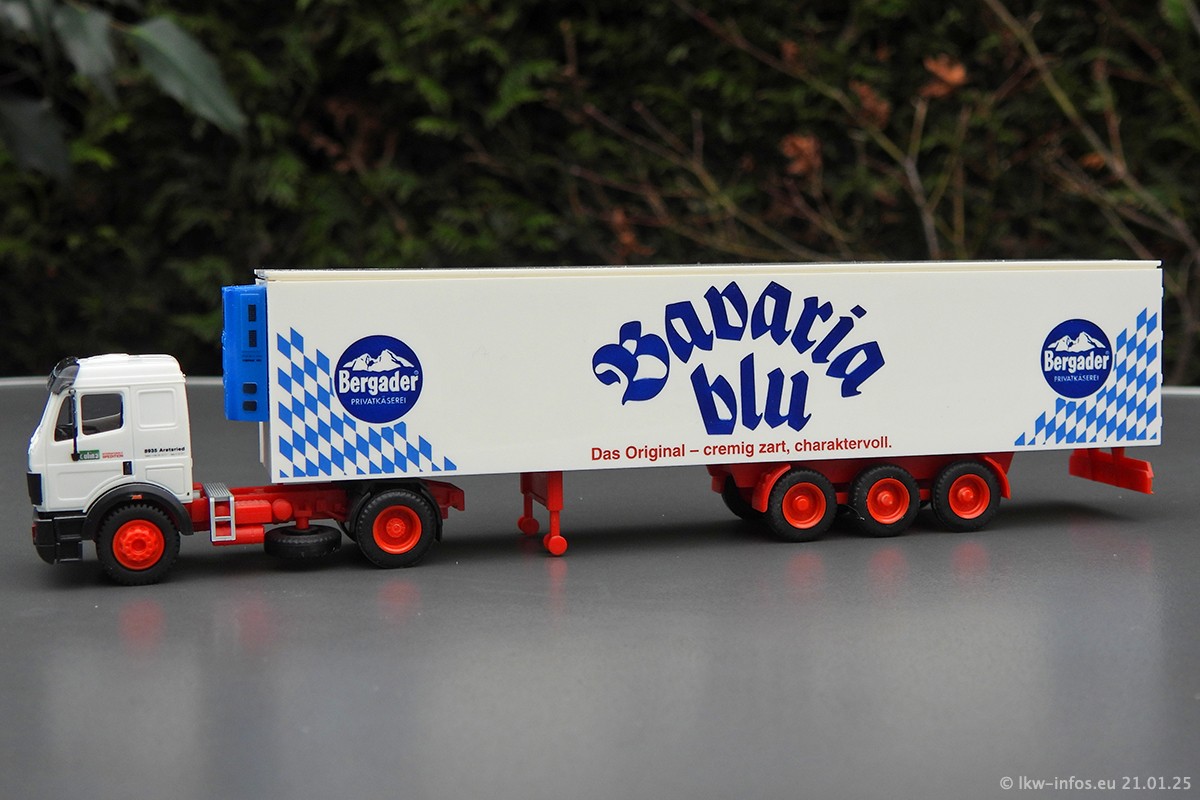 Bergader
PRIVATKÄSEREI
Bavaria
blu
Das Original – cremig zart, charaktervoll.
Bergader
PRIVATKÄSEREI
SPEDITION
8935 Aretsried
© lkw-infos.eu 21.01.25